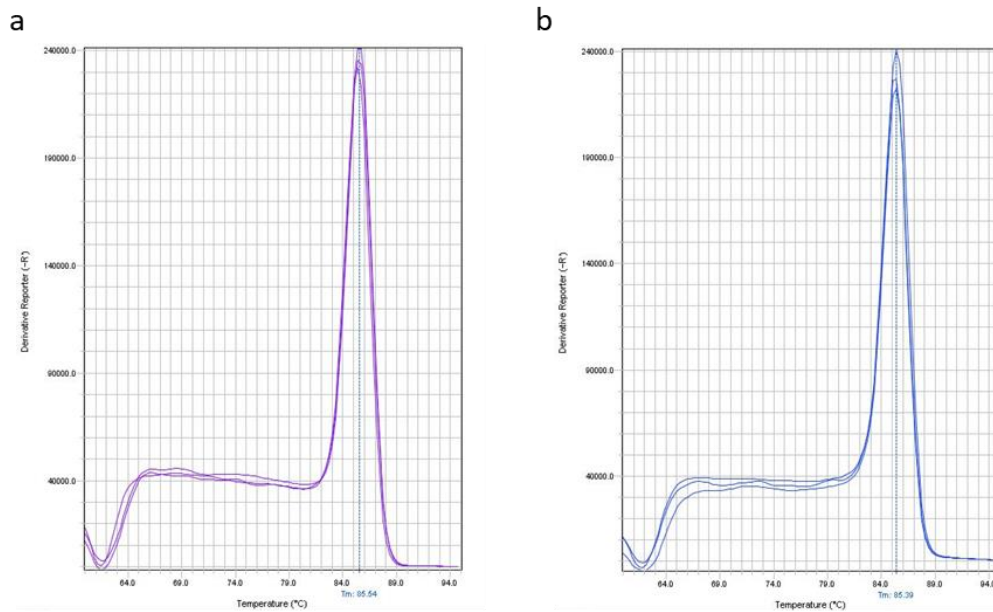 a
b
240000.0
190000.0
140000.0
90000.0
40000.0
Derivative Reporter (-R')
64.0 69.0 74.0 79.0 84.0 89.0 94.0
Tm: 85.54
Temperature (°C)
240000.0
190000.0
140000.0
90000.0
40000.0
Derivative Reporter (-R')
64.0 69.0 74.0 79.0 84.0 89.0 94.0
Tm: 85.39
Temperature (°C)